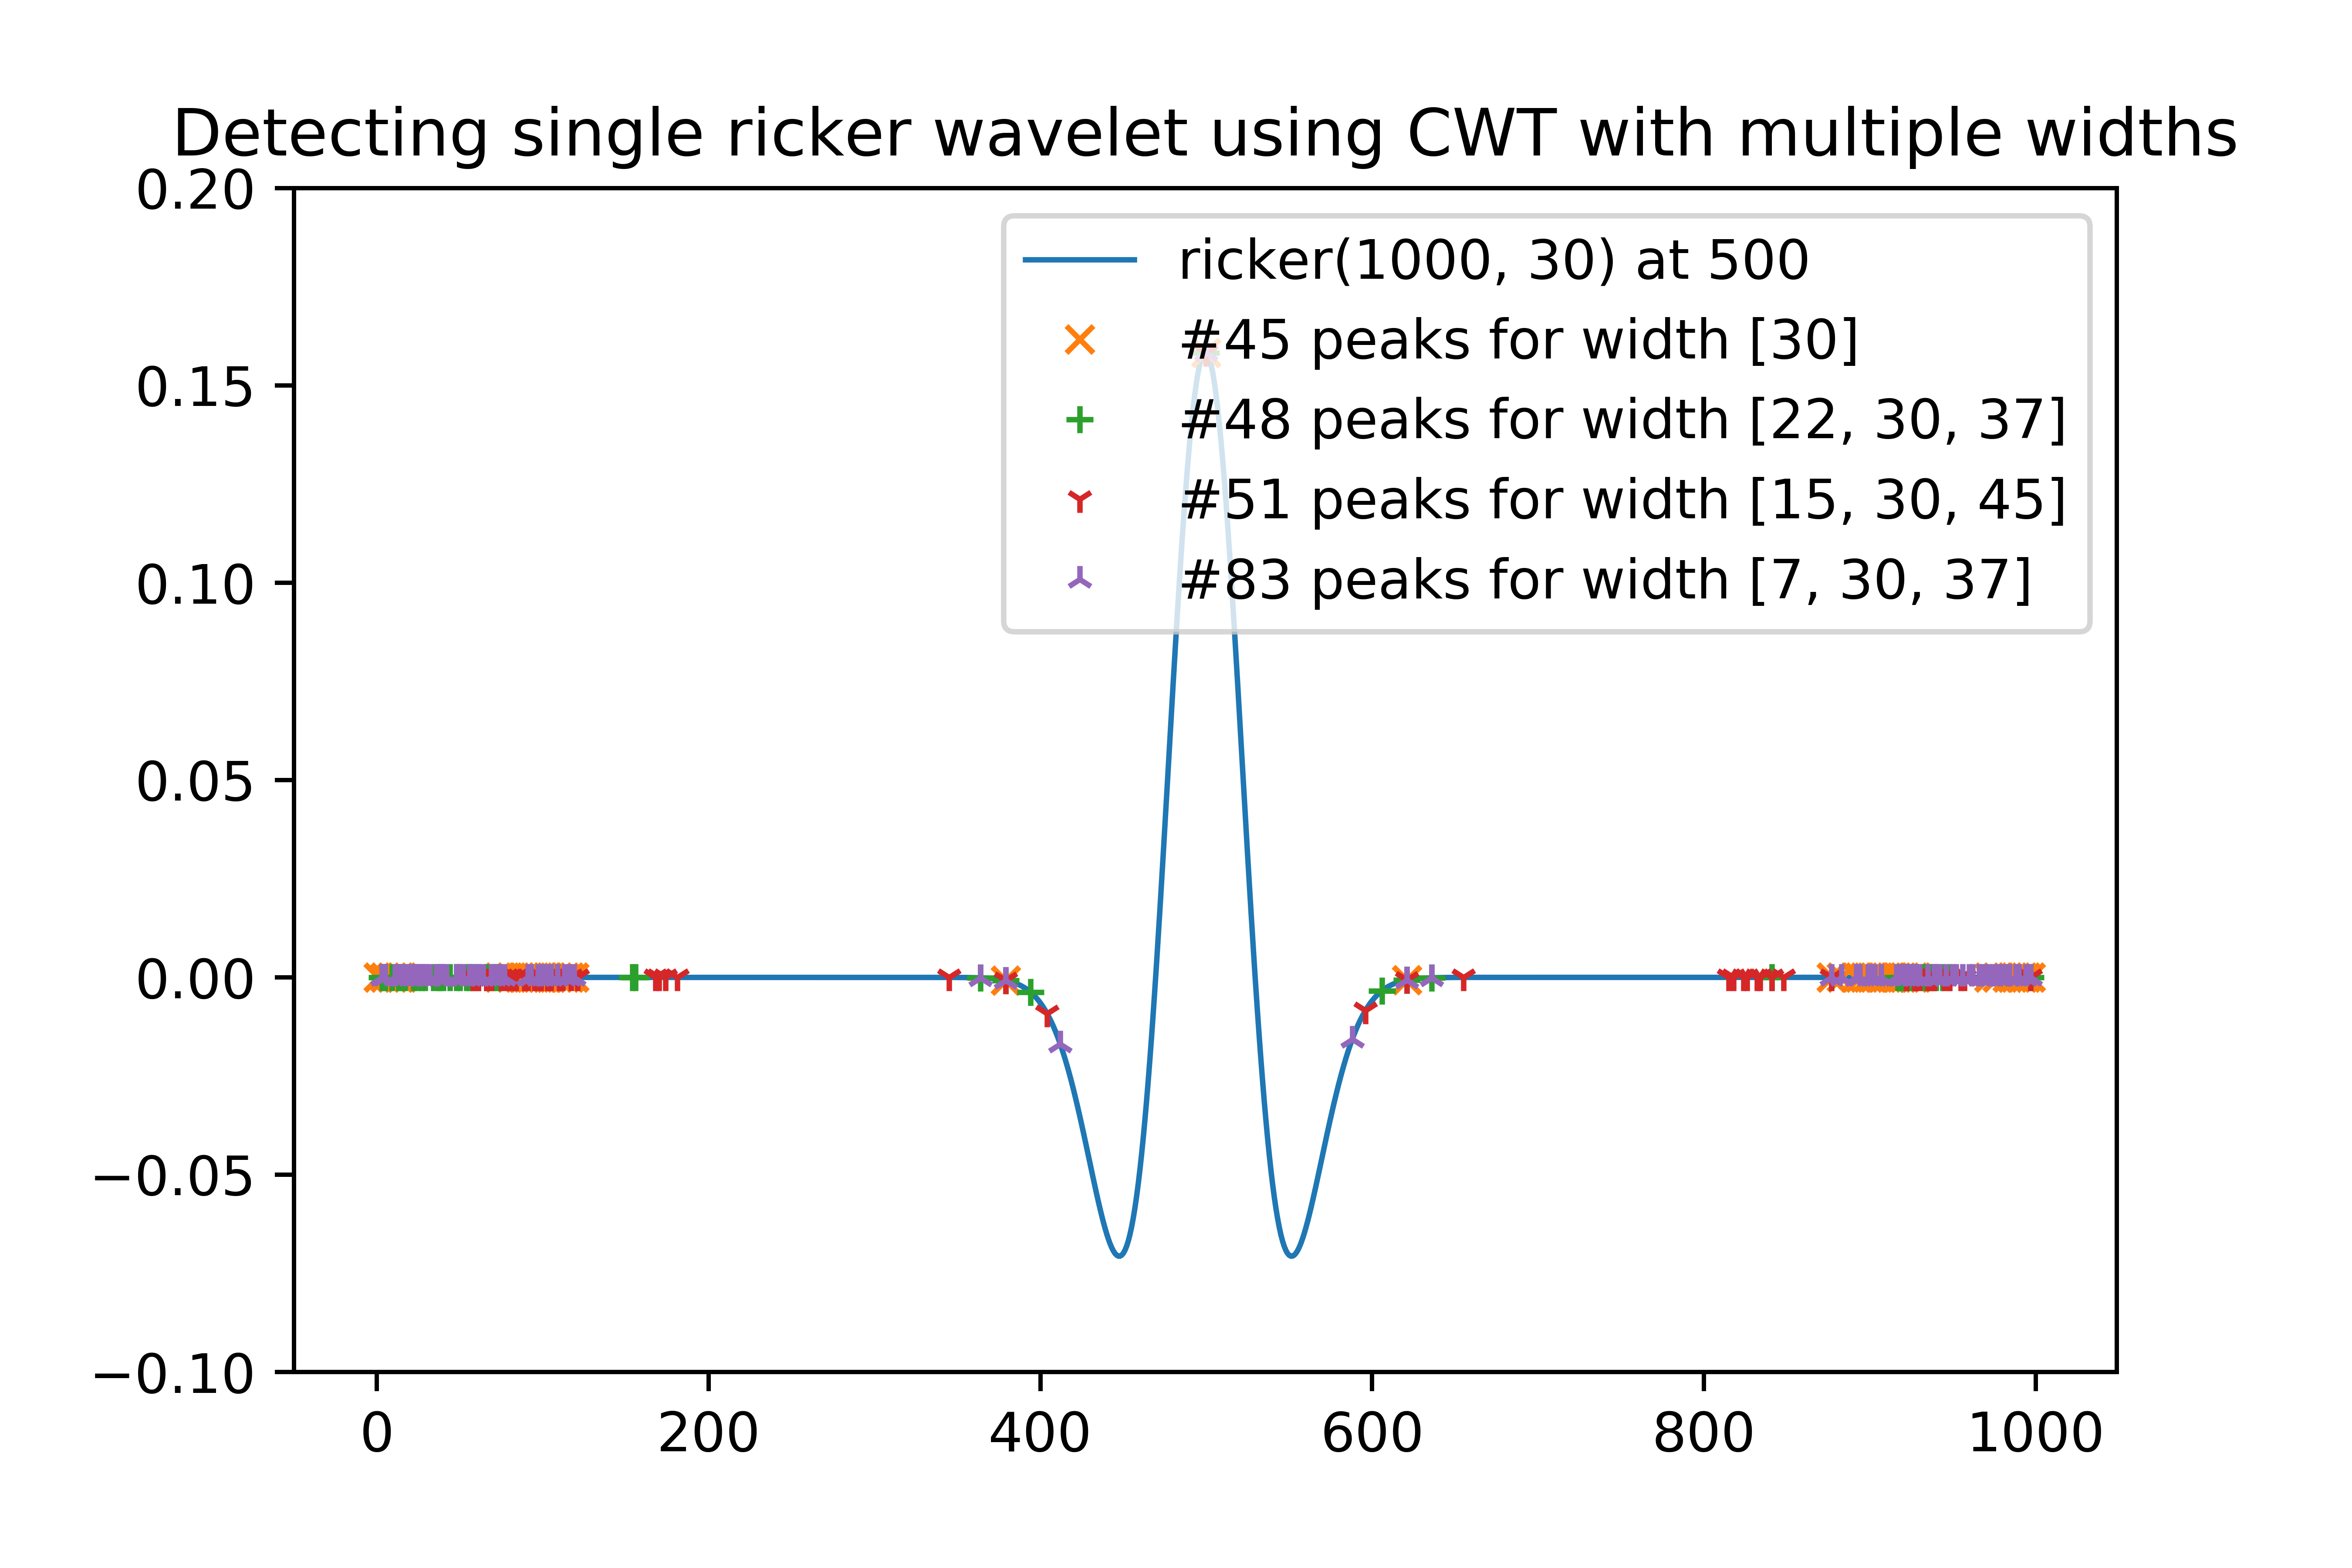 Detecting single ricker wavelet using CWT with multiple widths
0.20
0.15
0.10
0.05
0.00
−0.05
−0.10
ricker(1000, 30) at 500
#45 peaks for width [30]
#48 peaks for width [22, 30, 37]
#51 peaks for width [15, 30, 45]
#83 peaks for width [7, 30, 37]
0 200 400 600 800 1000